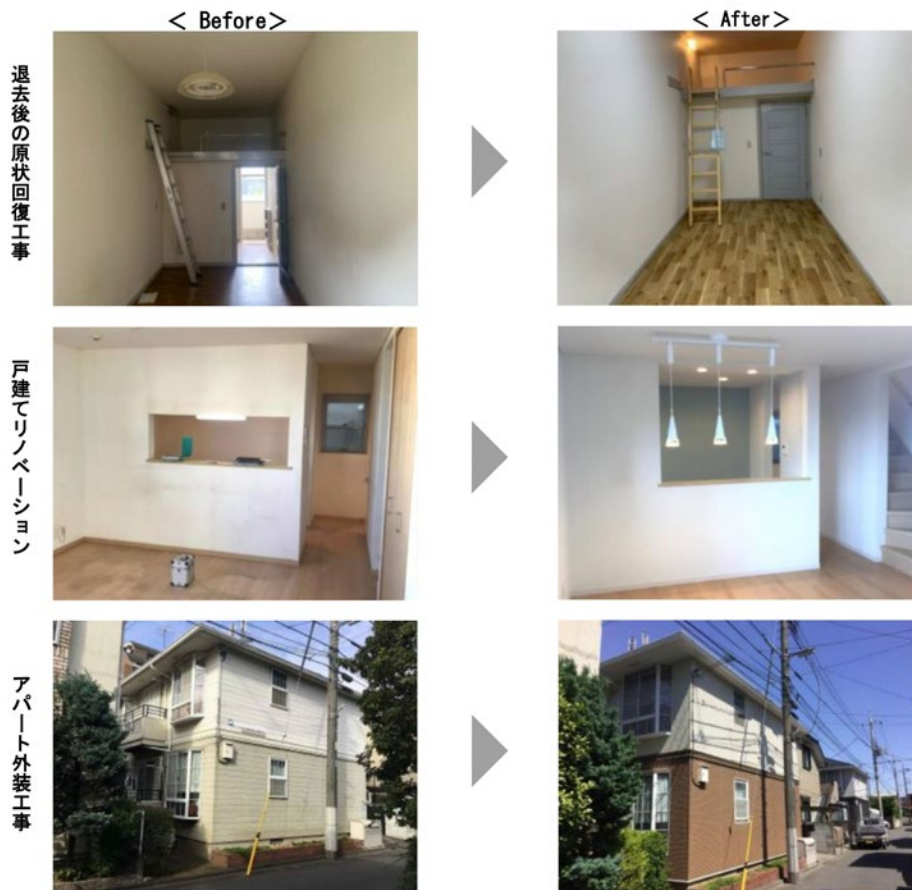 < Before>
< After>
退去後の原状回復工事
戸建てリノベーション
アパート外装工事